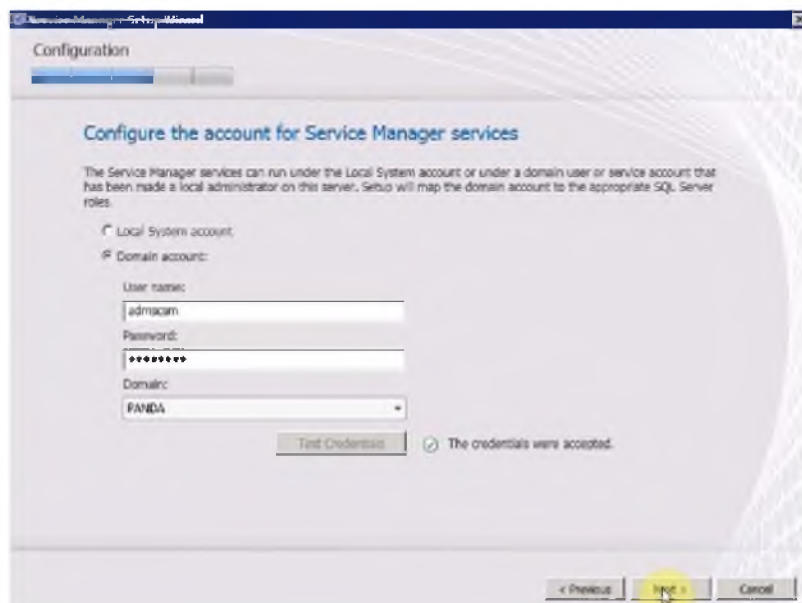 Service Manager Setup Wizard
Configuration
Configure the account for Service Manager services
The Service Manager services can run under the Local System account or under a domain user or service account that
has been made a local administrator on this server. Setup will map the domain account to the appropriate SQL Server
roles.
Local System account
Domain account:
User name:
Password:
********
Domain:
PANDA
Test Credentials
The credentials were accepted.
< Previous
Next >
Cancel